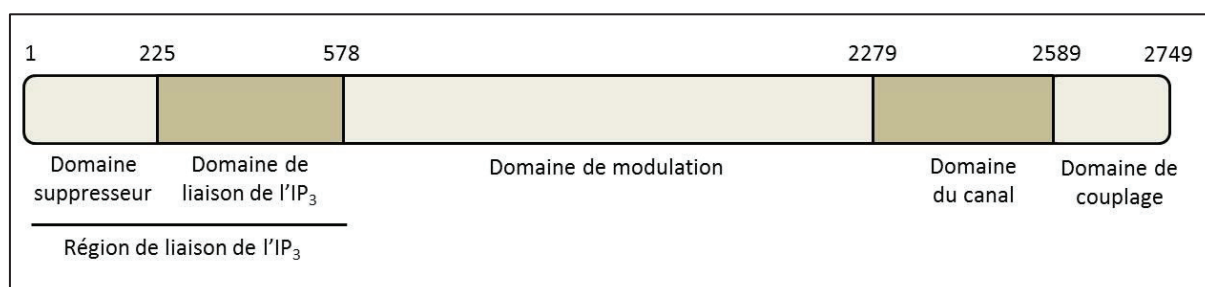 1 225 578 2279 2589 2749
Domaine Domaine de Domaine de modulation Domaine Domaine de
suppresseur liaison de l’IP₃ du canal couplage
Région de liaison de l’IP₃